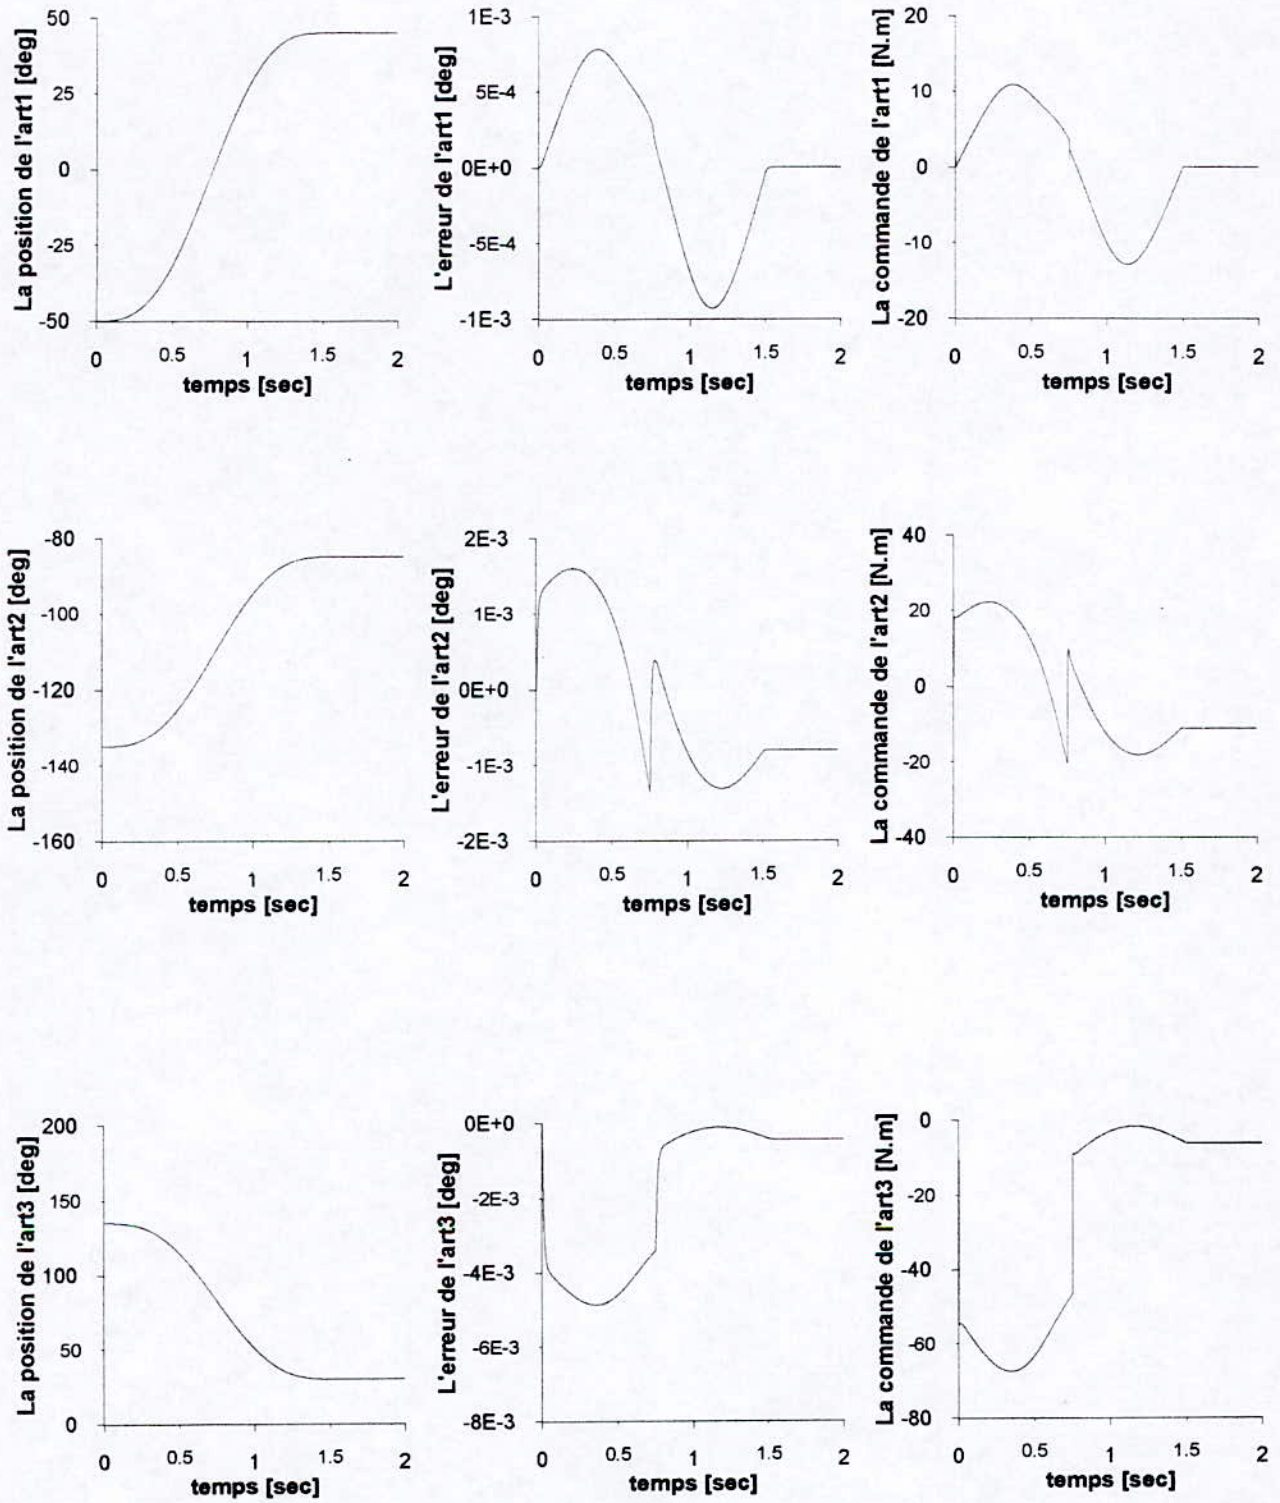 La position de l'art1 [deg]
50
25
0
-25
-50
0
0.5
1
1.5
2
temps [sec]
L'erreur de l'art1 [deg]
1E-3
5E-4
0E+0
-5E-4
-1E-3
0
0.5
1
1.5
2
temps [sec]
La commande de l'art1 [N.m]
20
10
0
-10
-20
0
0.5
1
1.5
2
temps [sec]
La position de l'art2 [deg]
-80
-100
-120
-140
-160
0
0.5
1
1.5
2
temps [sec]
L'erreur de l'art2 [deg]
2E-3
1E-3
0E+0
-1E-3
-2E-3
0
0.5
1
1.5
2
temps [sec]
La commande de l'art2 [N.m]
40
20
0
-20
-40
0
0.5
1
1.5
2
temps [sec]
La position de l'art3 [deg]
200
150
100
50
0
0
0.5
1
1.5
2
temps [sec]
L'erreur de l'art3 [deg]
0E+0
-2E-3
-4E-3
-6E-3
-8E-3
0
0.5
1
1.5
2
temps [sec]
La commande de l'art3 [N.m]
0
-20
-40
-60
-80
0
0.5
1
1.5
2
temps [sec]